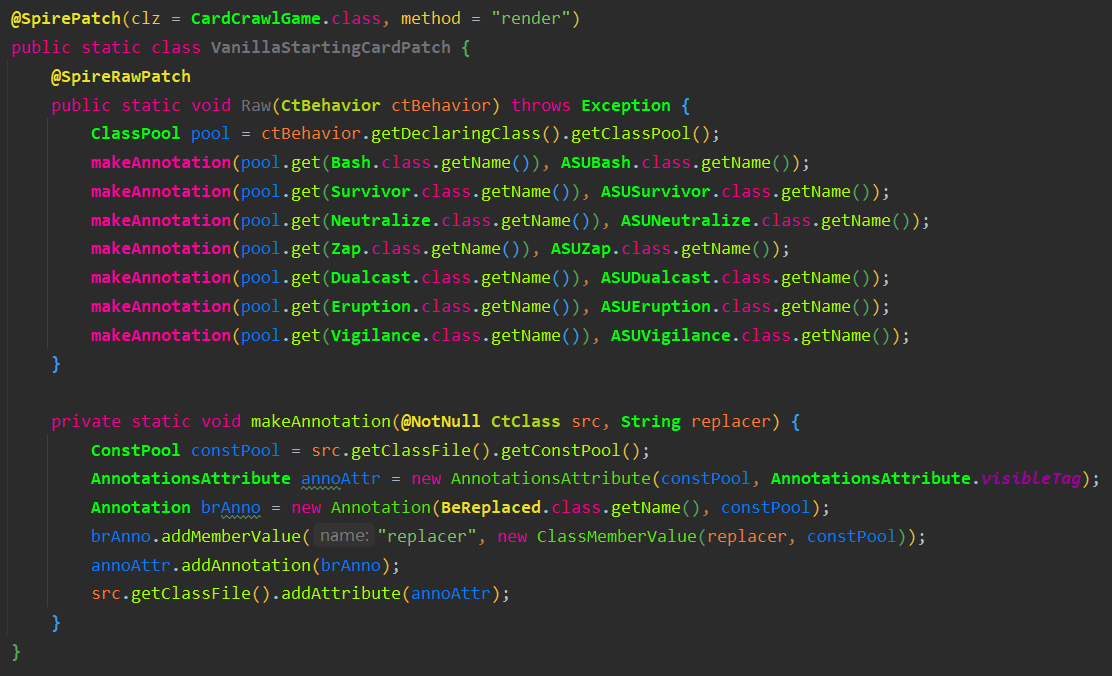 @SpirePatch(clz = CardCrawlGame.class, method = "render")
public static class VanillaStartingCardPatch {
    @SpireRawPatch
    public static void Raw(CtBehavior ctBehavior) throws Exception {
        ClassPool pool = ctBehavior.getDeclaringClass().getClassPool();
        makeAnnotation(pool.get(Bash.class.getName()), ASUBash.class.getName());
        makeAnnotation(pool.get(Survivor.class.getName()), ASUSurvivor.class.getName());
        makeAnnotation(pool.get(Neutralize.class.getName()), ASUNeutralize.class.getName());
        makeAnnotation(pool.get(Zap.class.getName()), ASUZap.class.getName());
        makeAnnotation(pool.get(Dualcast.class.getName()), ASUDualcast.class.getName());
        makeAnnotation(pool.get(Eruption.class.getName()), ASUEruption.class.getName());
        makeAnnotation(pool.get(Vigilance.class.getName()), ASUVigilance.class.getName());
    }
    private static void makeAnnotation(@NotNull CtClass src, String replacer) {
        ConstPool constPool = src.getClassFile().getConstPool();
        AnnotationsAttribute annoAttr = new AnnotationsAttribute(constPool, AnnotationsAttribute.visibleTag);
        Annotation brAnno = new Annotation(BeReplaced.class.getName(), constPool);
        brAnno.addMemberValue( name: "replacer", new ClassMemberValue(replacer, constPool));
        annoAttr.addAnnotation(brAnno);
        src.getClassFile().addAttribute(annoAttr);
    }
}